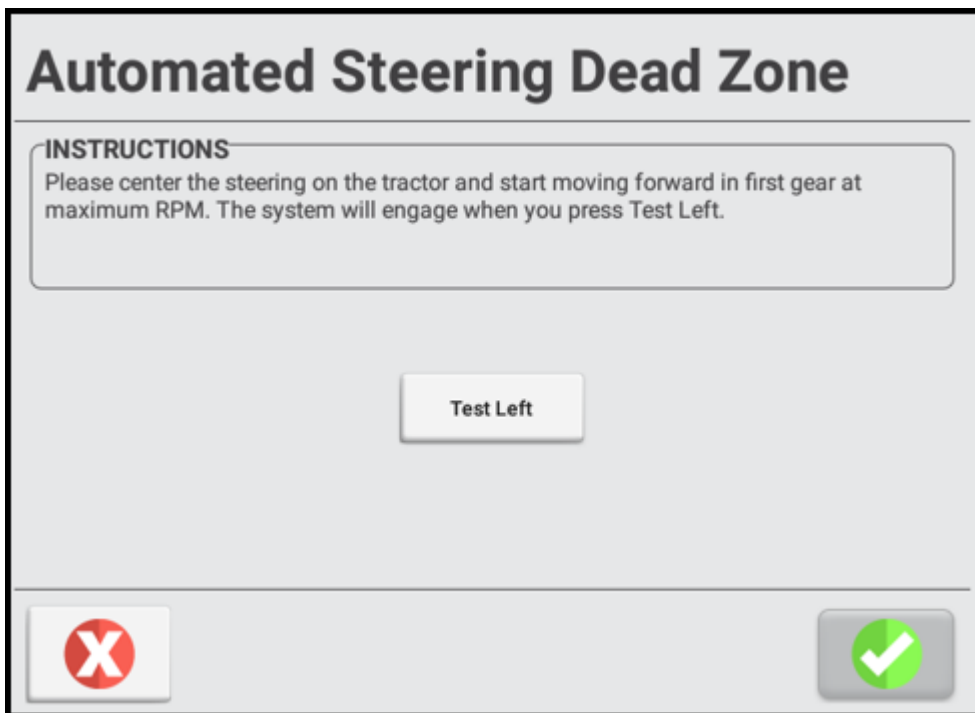 Automated Steering Dead Zone
INSTRUCTIONS
Please center the steering on the tractor and start moving forward in first gear at
maximum RPM. The system will engage when you press Test Left.
Test Left